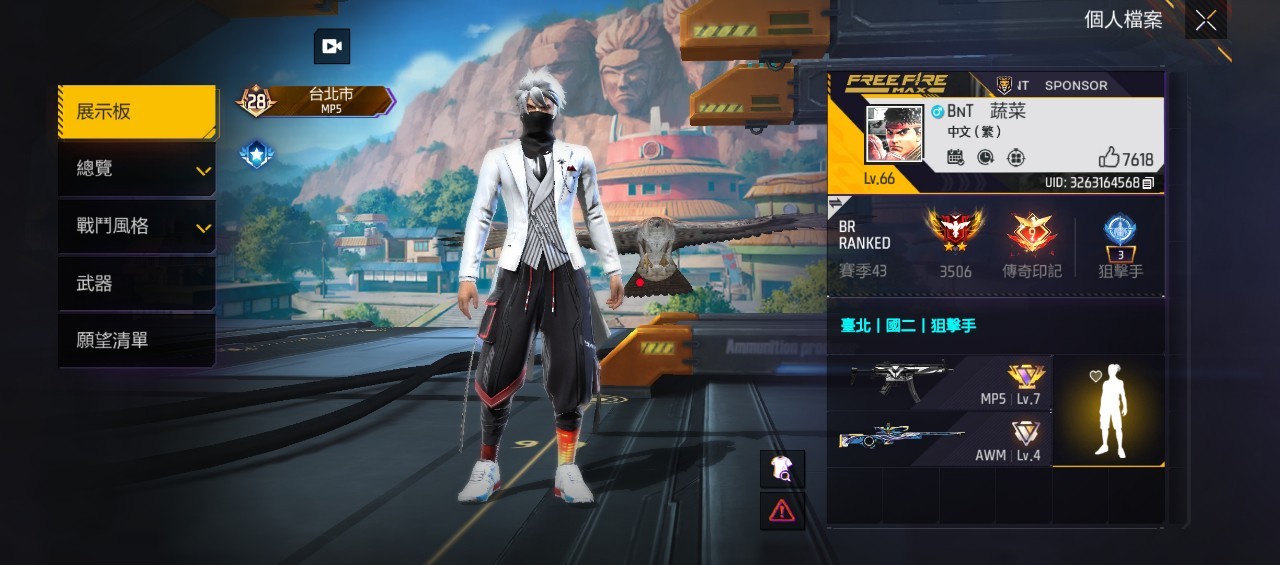 個人檔案
展示板
總覽
戰鬥風格
武器
願望清單
28
台北市
MP5
FREE FIRE
MAX
SPONSOR
BNT 蔬菜
中文 (繁)
7618
Lv.66
UID: 3263164568
BR
RANKED
賽季43
3506
傳奇印記
3
狙擊手
臺北 | 國二 | 狙擊手
MP5 | Lv.7
AWM | Lv.4
9